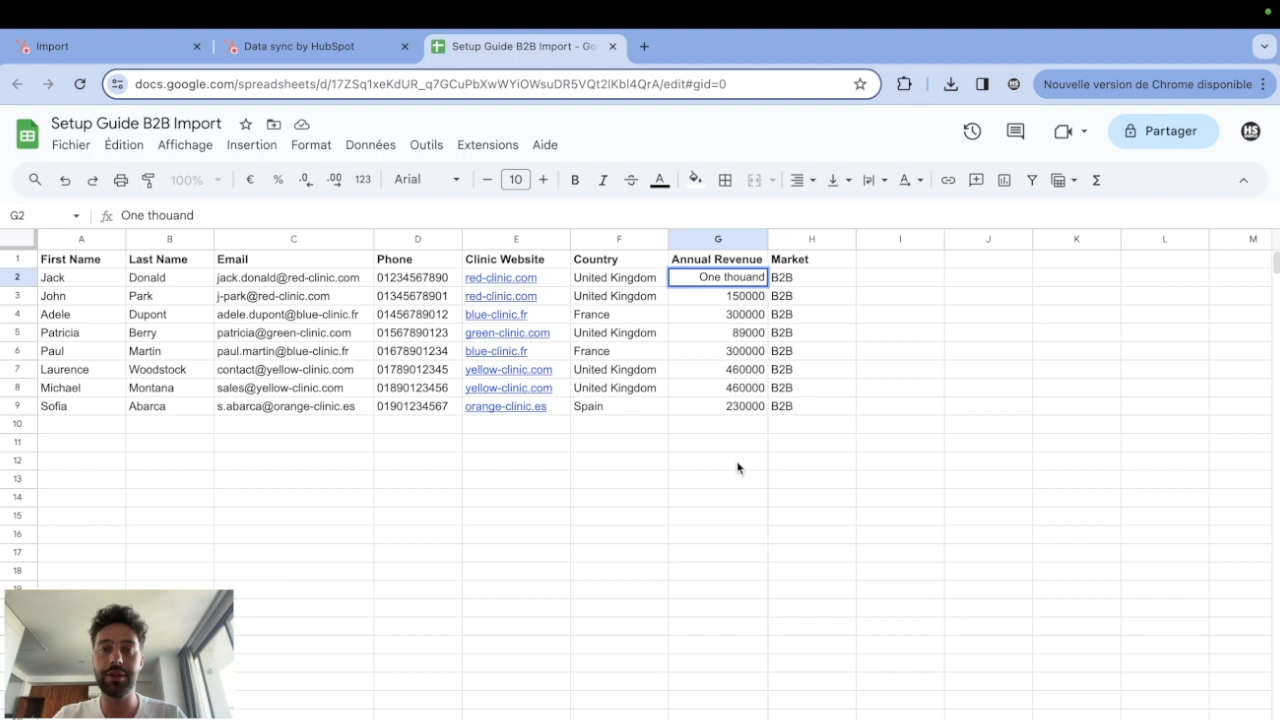 Import
Data sync by HubSpot
Setup Guide B2B Import - Go
docs.google.com/spreadsheets/d/17ZSq1xeKdUR_q7GCuPbXwWYiOWsuDR5VQt2lKbI4QrA/edit#gid=0
Nouvelle version de Chrome disponible
Setup Guide B2B Import
Fichier Édition Affichage Insertion Format Données Outils Extensions Aide
Partager
100% € % .0 .00 123 Arial 10 B I S A
G2 fx One thouand
A B C D E F G H I J K L M
1 First Name Last Name Email Phone Clinic Website Country Annual Revenue Market
2 Jack Donald jack.donald@red-clinic.com 01234567890 red-clinic.com United Kingdom One thouand B2B
3 John Park j-park@red-clinic.com 01345678901 red-clinic.com United Kingdom 150000 B2B
4 Adele Dupont adele.dupont@blue-clinic.fr 01456789012 blue-clinic.fr France 300000 B2B
5 Patricia Berry patricia@green-clinic.com 01567890123 green-clinic.com United Kingdom 89000 B2B
6 Paul Martin paul.martin@blue-clinic.fr 01678901234 blue-clinic.fr France 300000 B2B
7 Laurence Woodstock contact@yellow-clinic.com 01789012345 yellow-clinic.com United Kingdom 460000 B2B
8 Michael Montana sales@yellow-clinic.com 01890123456 yellow-clinic.com United Kingdom 460000 B2B
9 Sofia Abarca s.abarca@orange-clinic.es 01901234567 orange-clinic.es Spain 230000 B2B
10
11
12
13
14
15
16
17
18